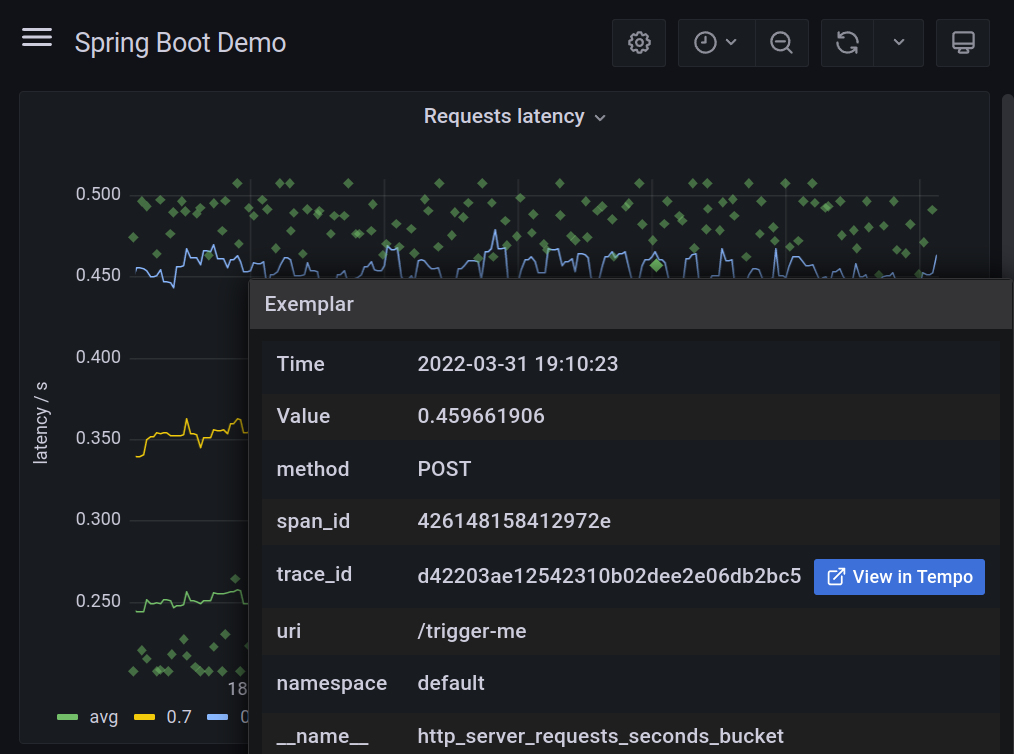 Spring Boot Demo
Requests latency
0.500
0.450
0.400
0.350
0.300
0.250
latency / s
18
avg 0.7 0
Exemplar
Time 2022-03-31 19:10:23
Value 0.459661906
method POST
span_id 426148158412972e
trace_id d42203ae12542310b02dee2e06db2bc5 View in Tempo
uri /trigger-me
namespace default
__name__ http_server_requests_seconds_bucket